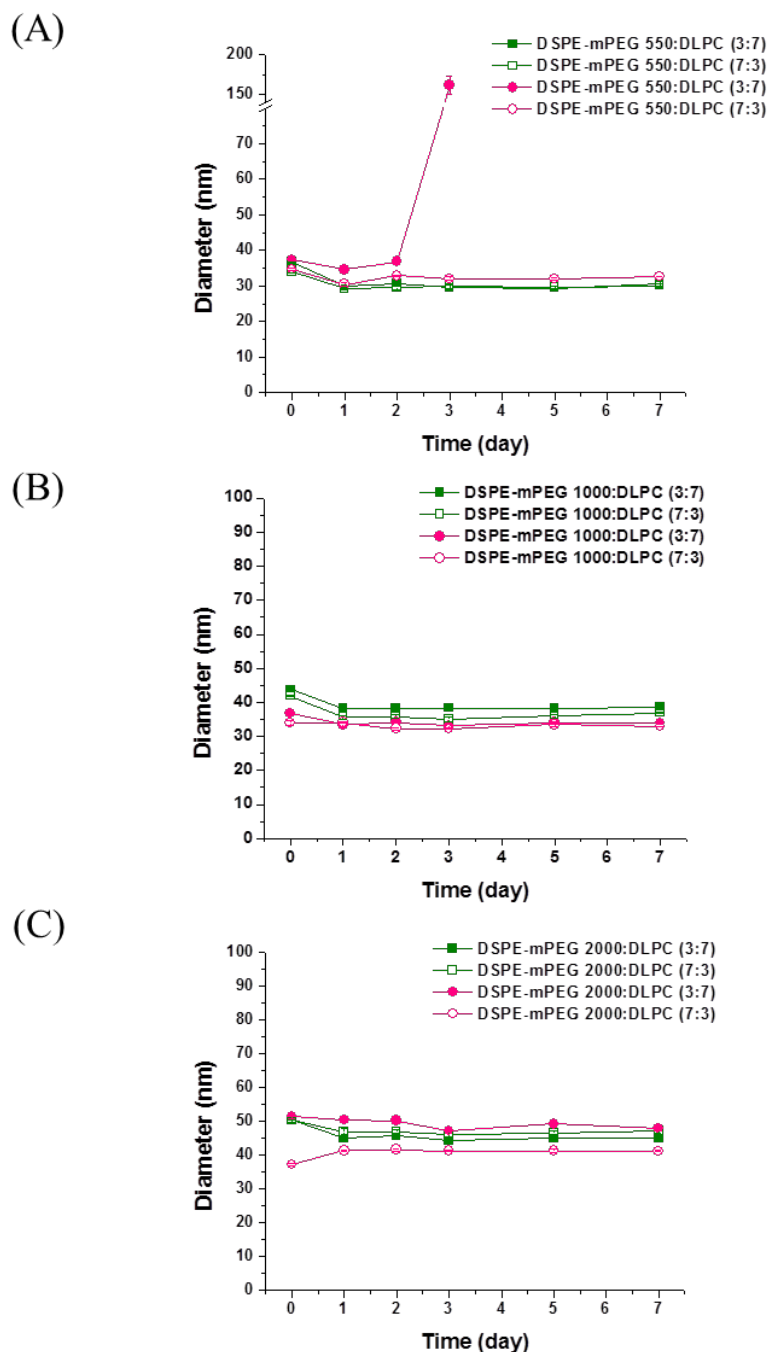 (A)
DSPE-mPEG 550:DLPC (3:7)
DSPE-mPEG 550:DLPC (7:3)
DSPE-mPEG 550:DLPC (3:7)
DSPE-mPEG 550:DLPC (7:3)
200
150
70
60
50
40
30
20
10
0
Diameter (nm)
0 1 2 3 4 5 6 7
Time (day)
(B)
DSPE-mPEG 1000:DLPC (3:7)
DSPE-mPEG 1000:DLPC (7:3)
DSPE-mPEG 1000:DLPC (3:7)
DSPE-mPEG 1000:DLPC (7:3)
100
90
80
70
60
50
40
30
20
10
0
Diameter (nm)
0 1 2 3 4 5 6 7
Time (day)
(C)
DSPE-mPEG 2000:DLPC (3:7)
DSPE-mPEG 2000:DLPC (7:3)
DSPE-mPEG 2000:DLPC (3:7)
DSPE-mPEG 2000:DLPC (7:3)
100
90
80
70
60
50
40
30
20
10
0
Diameter (nm)
0 1 2 3 4 5 6 7
Time (day)